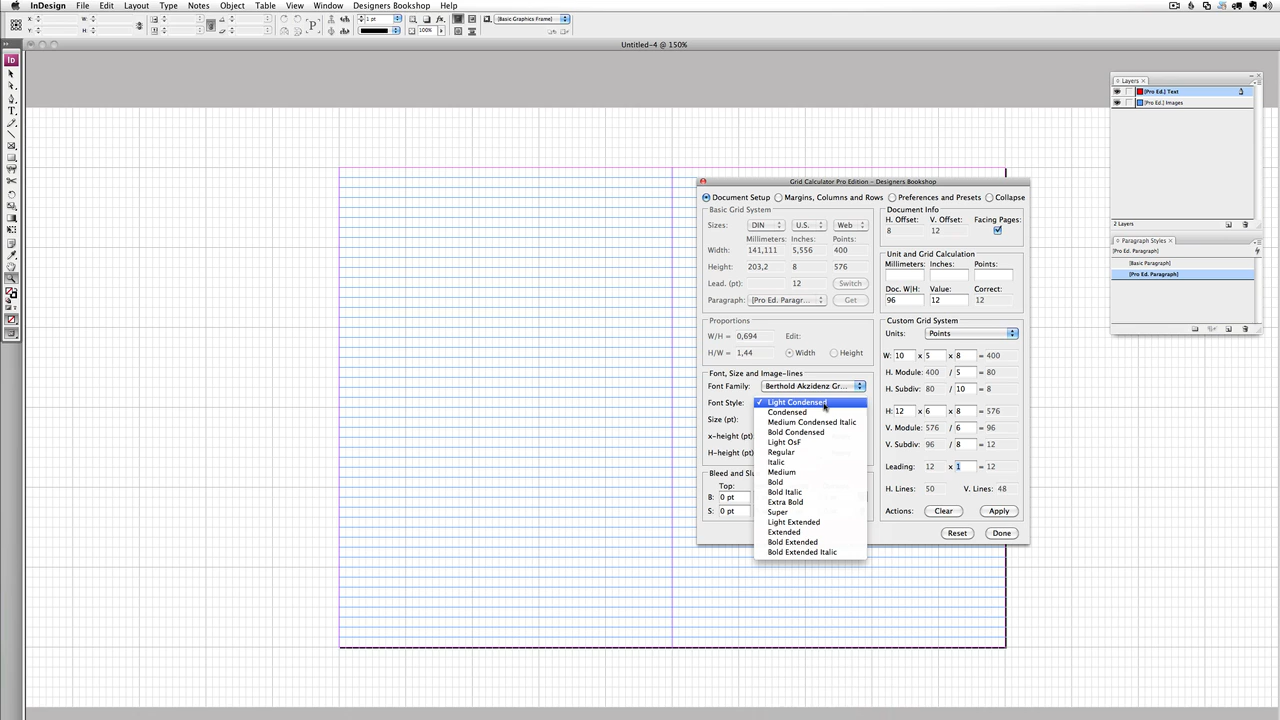 InDesign File Edit Layout Type Notes Object Table View Window Designers Bookshop Help
X: W: 1 pt [Basic Graphics Frame]
Y: H: 100%
Untitled-4 @ 150%
Id
Layers
[Pro Ed.] Text
[Pro Ed.] Images
2 Layers
Paragraph Styles
[Pro Ed. Paragraph]
[Basic Paragraph]
[Pro Ed. Paragraph]
Grid Calculator Pro Edition – Designers Bookshop
Document Setup Margins, Columns and Rows Preferences and Presets Collapse
Basic Grid System
Sizes: DIN U.S. Web
Millimeters: Inches: Points:
Width: 141,111 5,556 400
Height: 203,2 8 576
Lead. (pt): 12 Switch
Paragraph: [Pro Ed. Paragr... Get
Proportions
W/H = 0,694 Edit:
H/W = 1,44 Width Height
Font, Size and Image-lines
Font Family: Berthold Akzidenz Gr...
Font Style: ✓ Light Condensed
Size (pt):
x-height (pt)
H-height (pt)
Condensed
Medium Condensed Italic
Bold Condensed
Light OsF
Regular
Italic
Medium
Bold
Bold Italic
Extra Bold
Super
Light Extended
Extended
Bold Extended
Bold Extended Italic
Bleed and Slu
Top:
B: 0 pt
S: 0 pt
Document Info
H. Offset: V. Offset: Facing Pages:
8 12
Unit and Grid Calculation
Millimeters: Inches: Points:
Doc. W|H: Value: Correct:
96 12 12
Custom Grid System
Units: Points
W: 10 x 5 x 8 = 400
H. Module: 400 / 5 = 80
H. Subdiv: 80 / 10 = 8
H: 12 x 6 x 8 = 576
V. Module: 576 / 6 = 96
V. Subdiv: 96 / 8 = 12
Leading: 12 x 1 = 12
H. Lines: 50 V. Lines: 48
Actions: Clear Apply
Reset Done